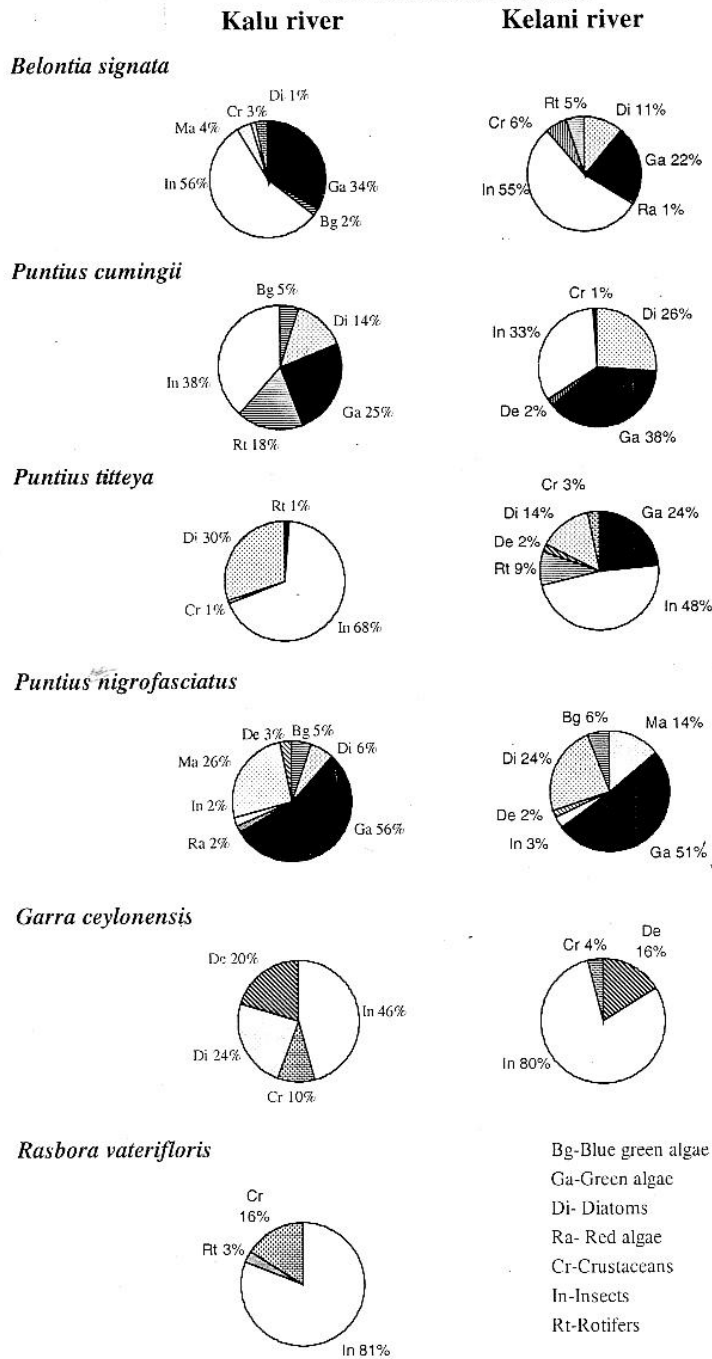 Kalu river
Kelani river
Belontia signata
Di 1%
Cr 3%
Ma 4%
In 56%
Ga 34%
Bg 2%
Rt 5%
Di 11%
Cr 6%
Ga 22%
In 55%
Ra 1%
Puntius cumingii
Bg 5%
Di 14%
In 38%
Ga 25%
Rt 18%
Cr 1%
Di 26%
In 33%
De 2%
Ga 38%
Puntius titteya
Rt 1%
Di 30%
Cr 1%
In 68%
Cr 3%
Di 14%
Ga 24%
De 2%
Rt 9%
In 48%
Puntius nigrofasciatus
De 3%
Bg 5%
Ma 26%
Di 6%
In 2%
Ga 56%
Ra 2%
Bg 6%
Ma 14%
Di 24%
De 2%
In 3%
Ga 51%
Garra ceylonensis
De 20%
In 46%
Di 24%
Cr 10%
Cr 4%
De
16%
In 80%
Rasbora vaterifloris
Cr
16%
Rt 3%
In 81%
Bg-Blue green algae
Ga-Green algae
Di- Diatoms
Ra- Red algae
Cr-Crustaceans
In-Insects
Rt-Rotifers